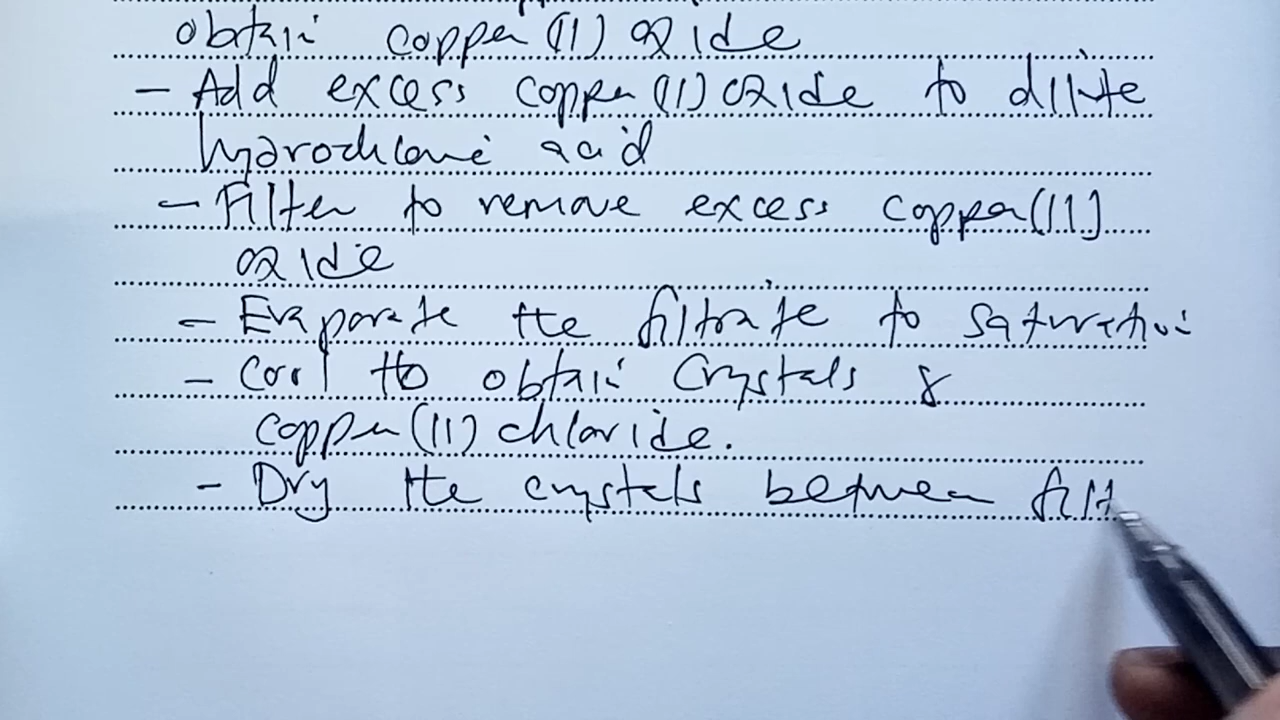 obtain copper(II) oxide
- Add excess copper(II) oxide to dilute
hydrochloric acid
- Filter to remove excess copper(II)
oxide
- Evaporate the filtrate to saturation
- Cool to obtain crystals of
copper(II) chloride.
- Dry the crystals between filt